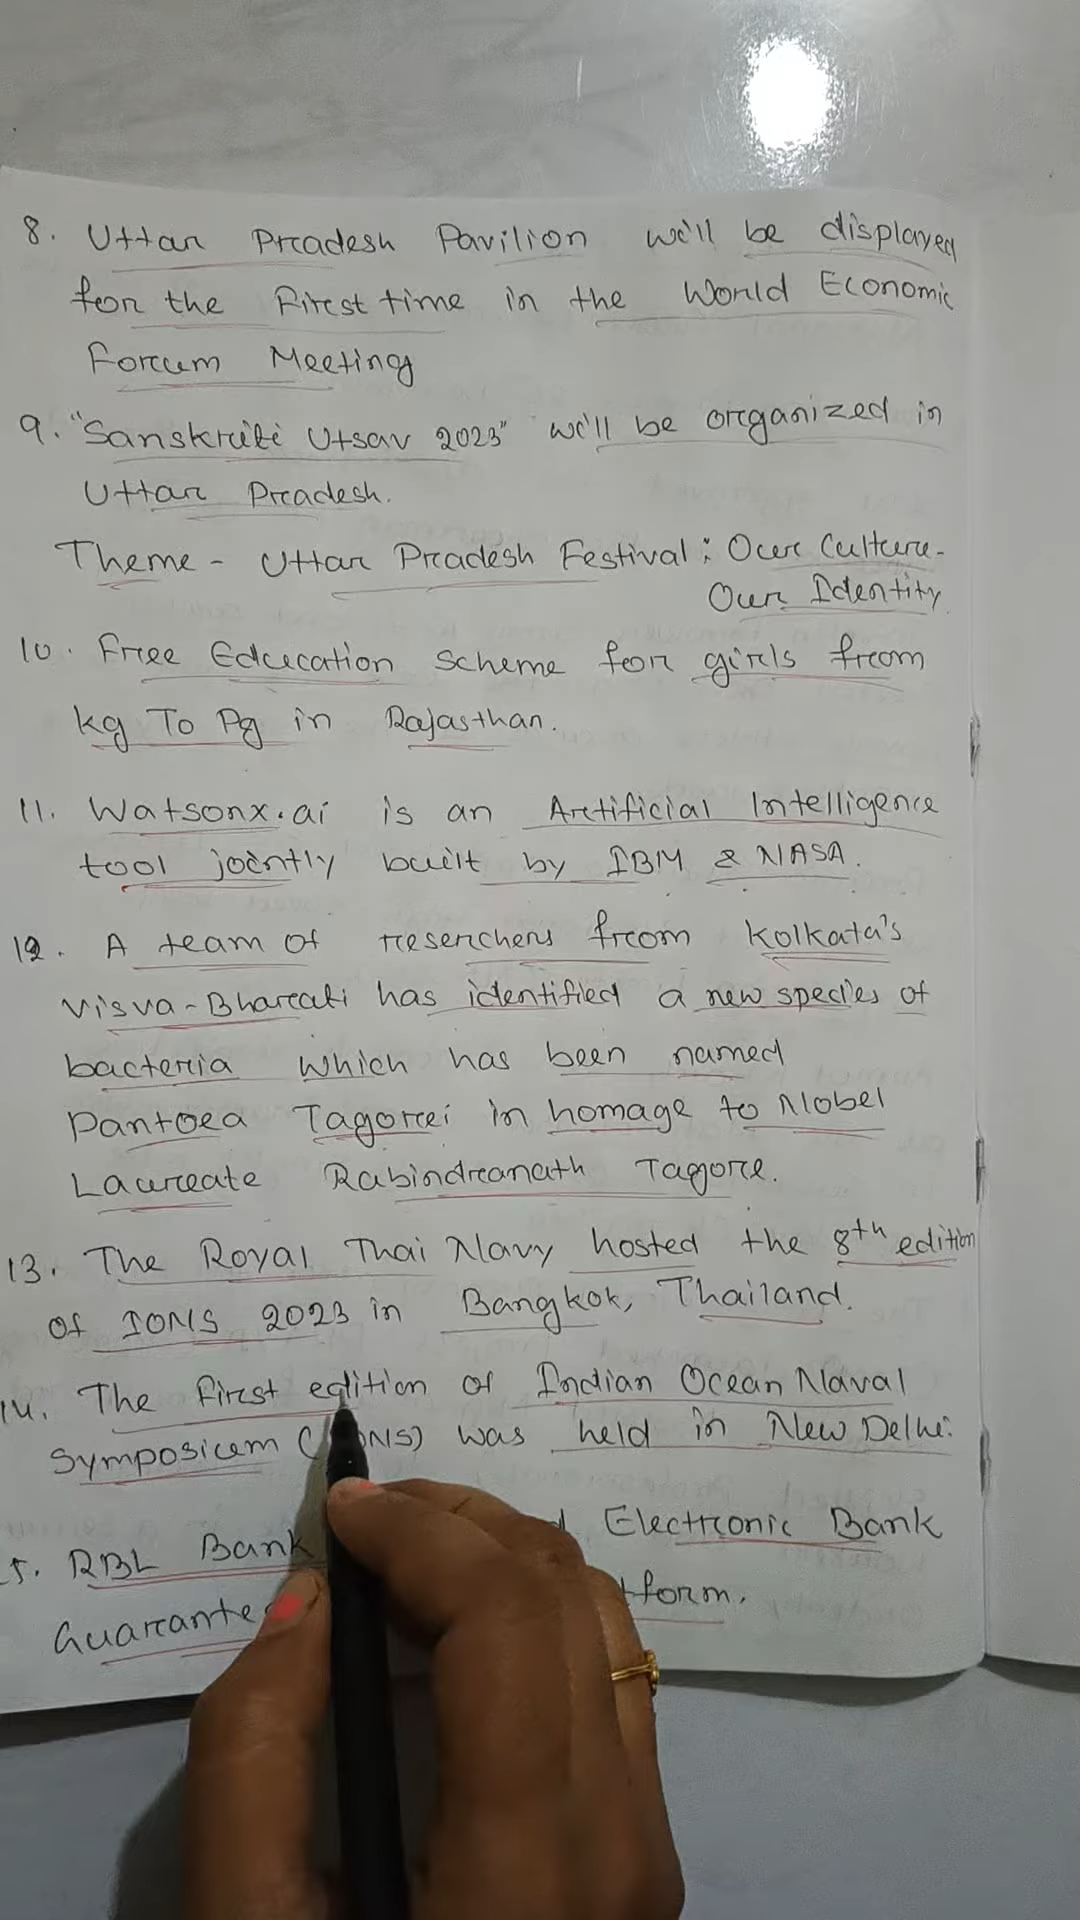 8. Uttar Pradesh Pavilion will be displayed
for the First time in the World Economic
Forum Meeting
9. "Sanskriti Utsav 2023" will be organized in
Uttar Pradesh.
Theme - Uttar Pradesh Festival : Our Culture-
Our Identity
10. Free Education scheme for girls from
kg To Pg in Rajasthan.
11. Watsonx.ai is an Artificial Intelligence
tool jointly built by IBM & NASA.
12. A team of reserchers from Kolkata's
Visva-Bharati has identified a new species of
bacteria which has been named
Pantoea Tagorei in homage to Nobel
Laureate Rabindranath Tagore.
13. The Royal Thai Navy hosted the 8th edition
of IONS 2023 in Bangkok, Thailand.
14. The First edition of Indian Ocean Naval
Symposium ( NS) was held in New Delhi.
5. RBL Bank Electronic Bank
Guarante form.